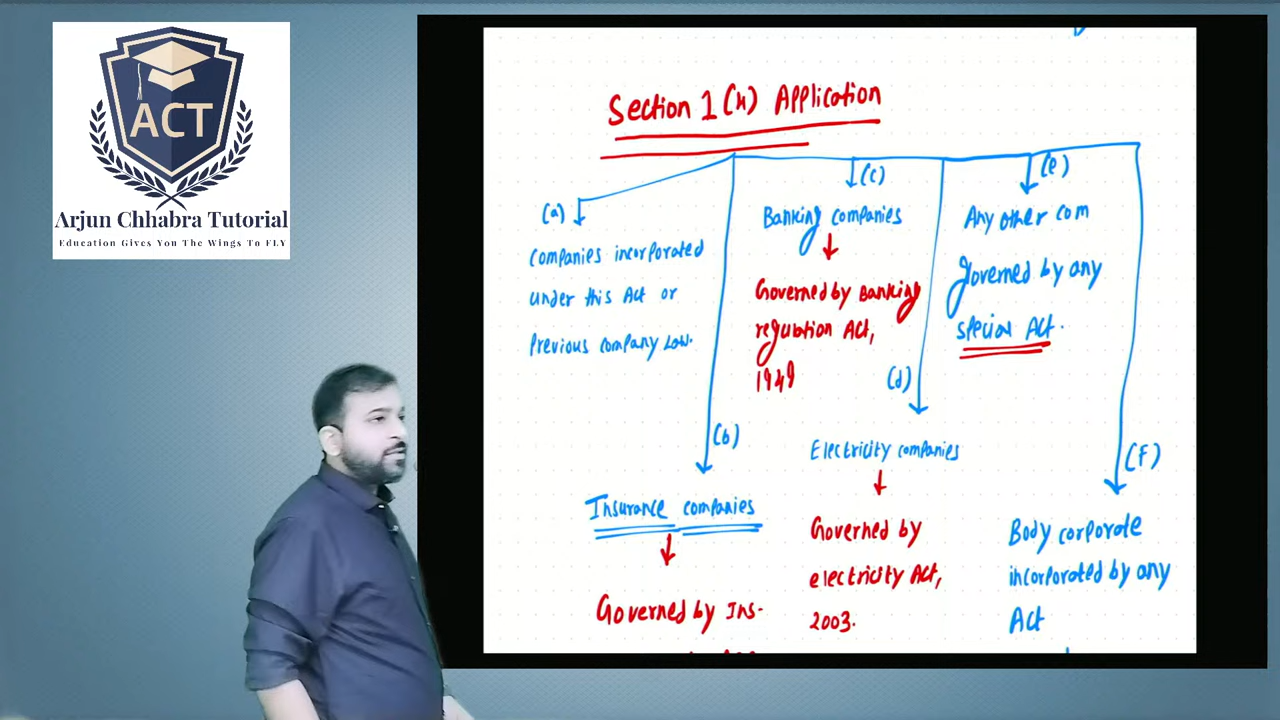 ACT
Arjun Chhabra Tutorial
Education Gives You The Wings To FLY
Section 1 (4) Application
(a)
Companies incorporated
under this Act or
Previous company Law.
(b)
Insurance companies
Governed by Ins-
(c)
Banking companies
Governed by Banking
regulation Act,
1949
(d)
Electricity companies
Governed by
electricity Act,
2003.
(e)
Any other com
governed by any
special Act.
(f)
Body corporate
incorporated by any
Act